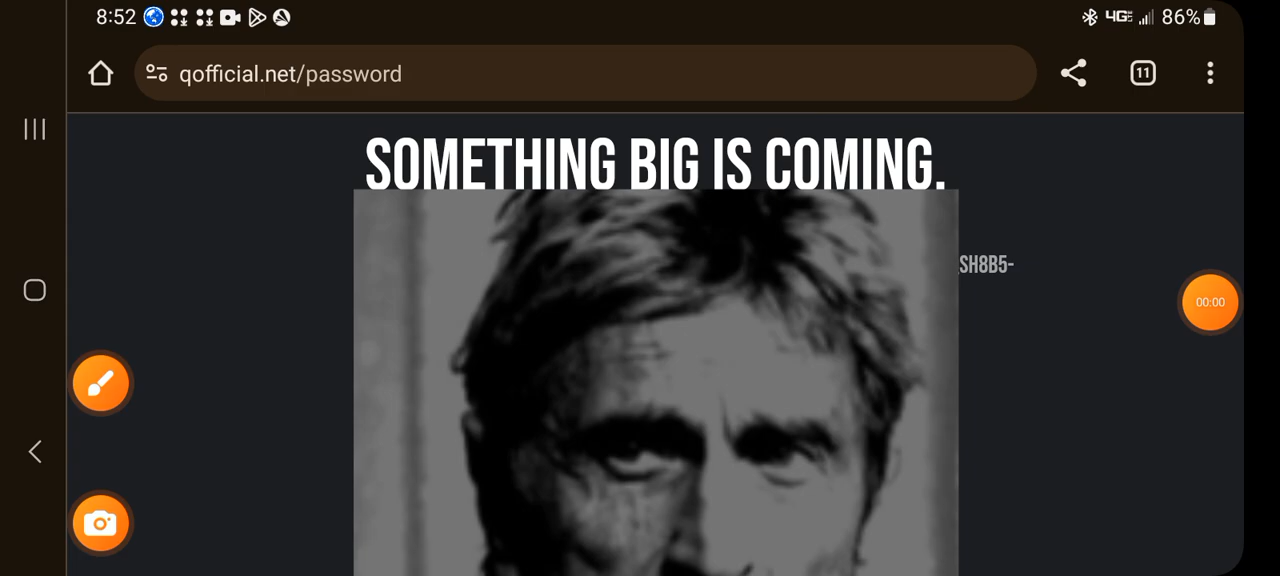 8:52
4G 86%
qofficial.net/password
11
SOMETHING BIG IS COMING.
SH8B5-
00:00